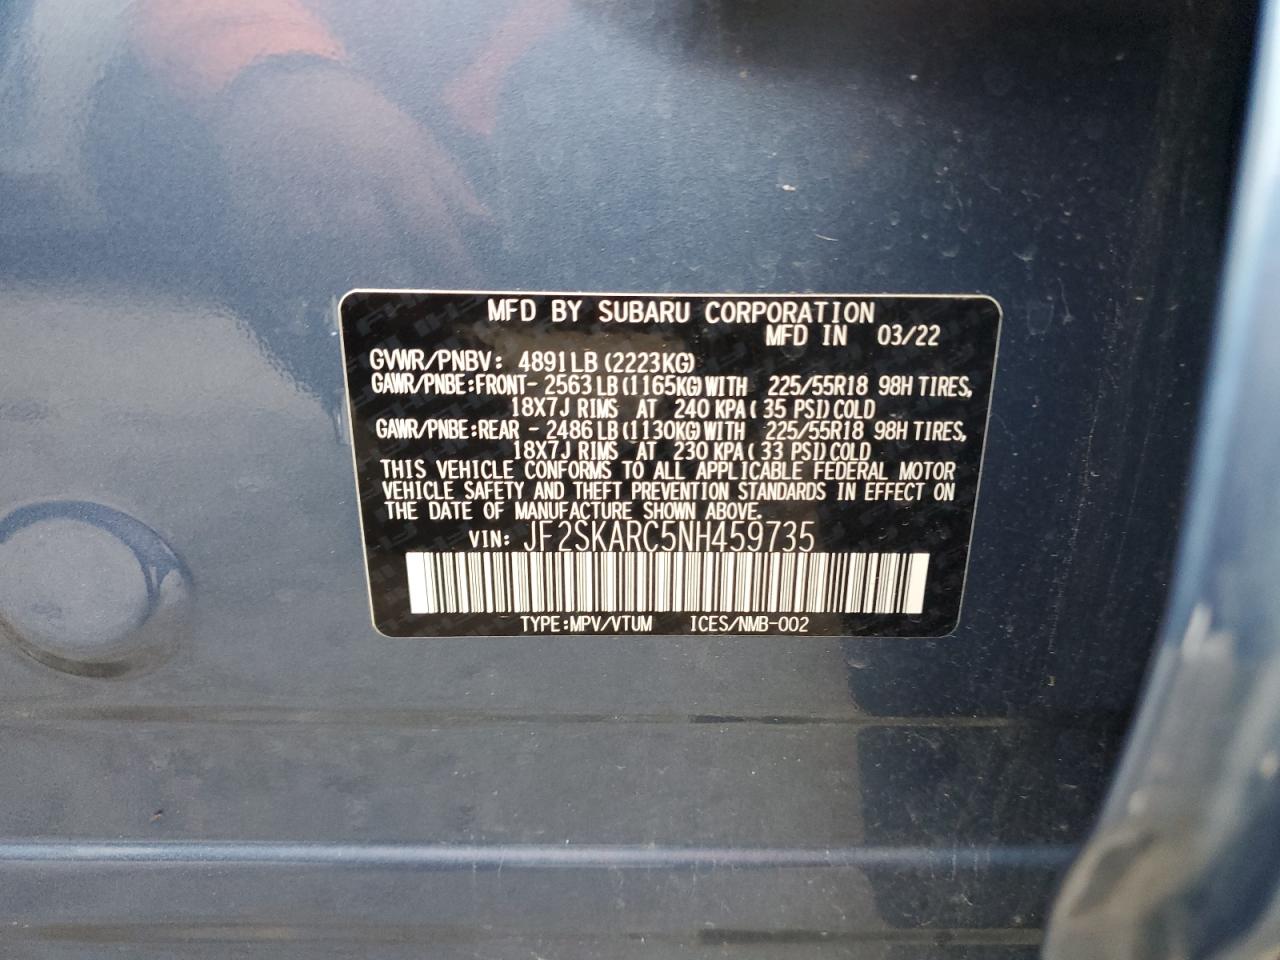 MFD BY SUBARU CORPORATION
MFD IN 03/22
GVWR/PNBV: 4891LB (2223KG)
GAWR/PNBE:FRONT- 2563LB (1165KG) WITH 225/55R18 98H TIRES,
18X7J RIMS AT 240 KPA( 35 PSI) COLD
GAWR/PNBE:REAR - 2486LB (1130KG) WITH 225/55R18 98H TIRES,
18X7J RIMS AT 230 KPA( 33 PSI) COLD
THIS VEHICLE CONFORMS TO ALL APPLICABLE FEDERAL MOTOR
VEHICLE SAFETY AND THEFT PREVENTION STANDARDS IN EFFECT ON
THE DATE OF MANUFACTURE SHOWN ABOVE.
VIN: JF2SKARC5NH459735
TYPE:MPV/VTUM ICES/NMB-002